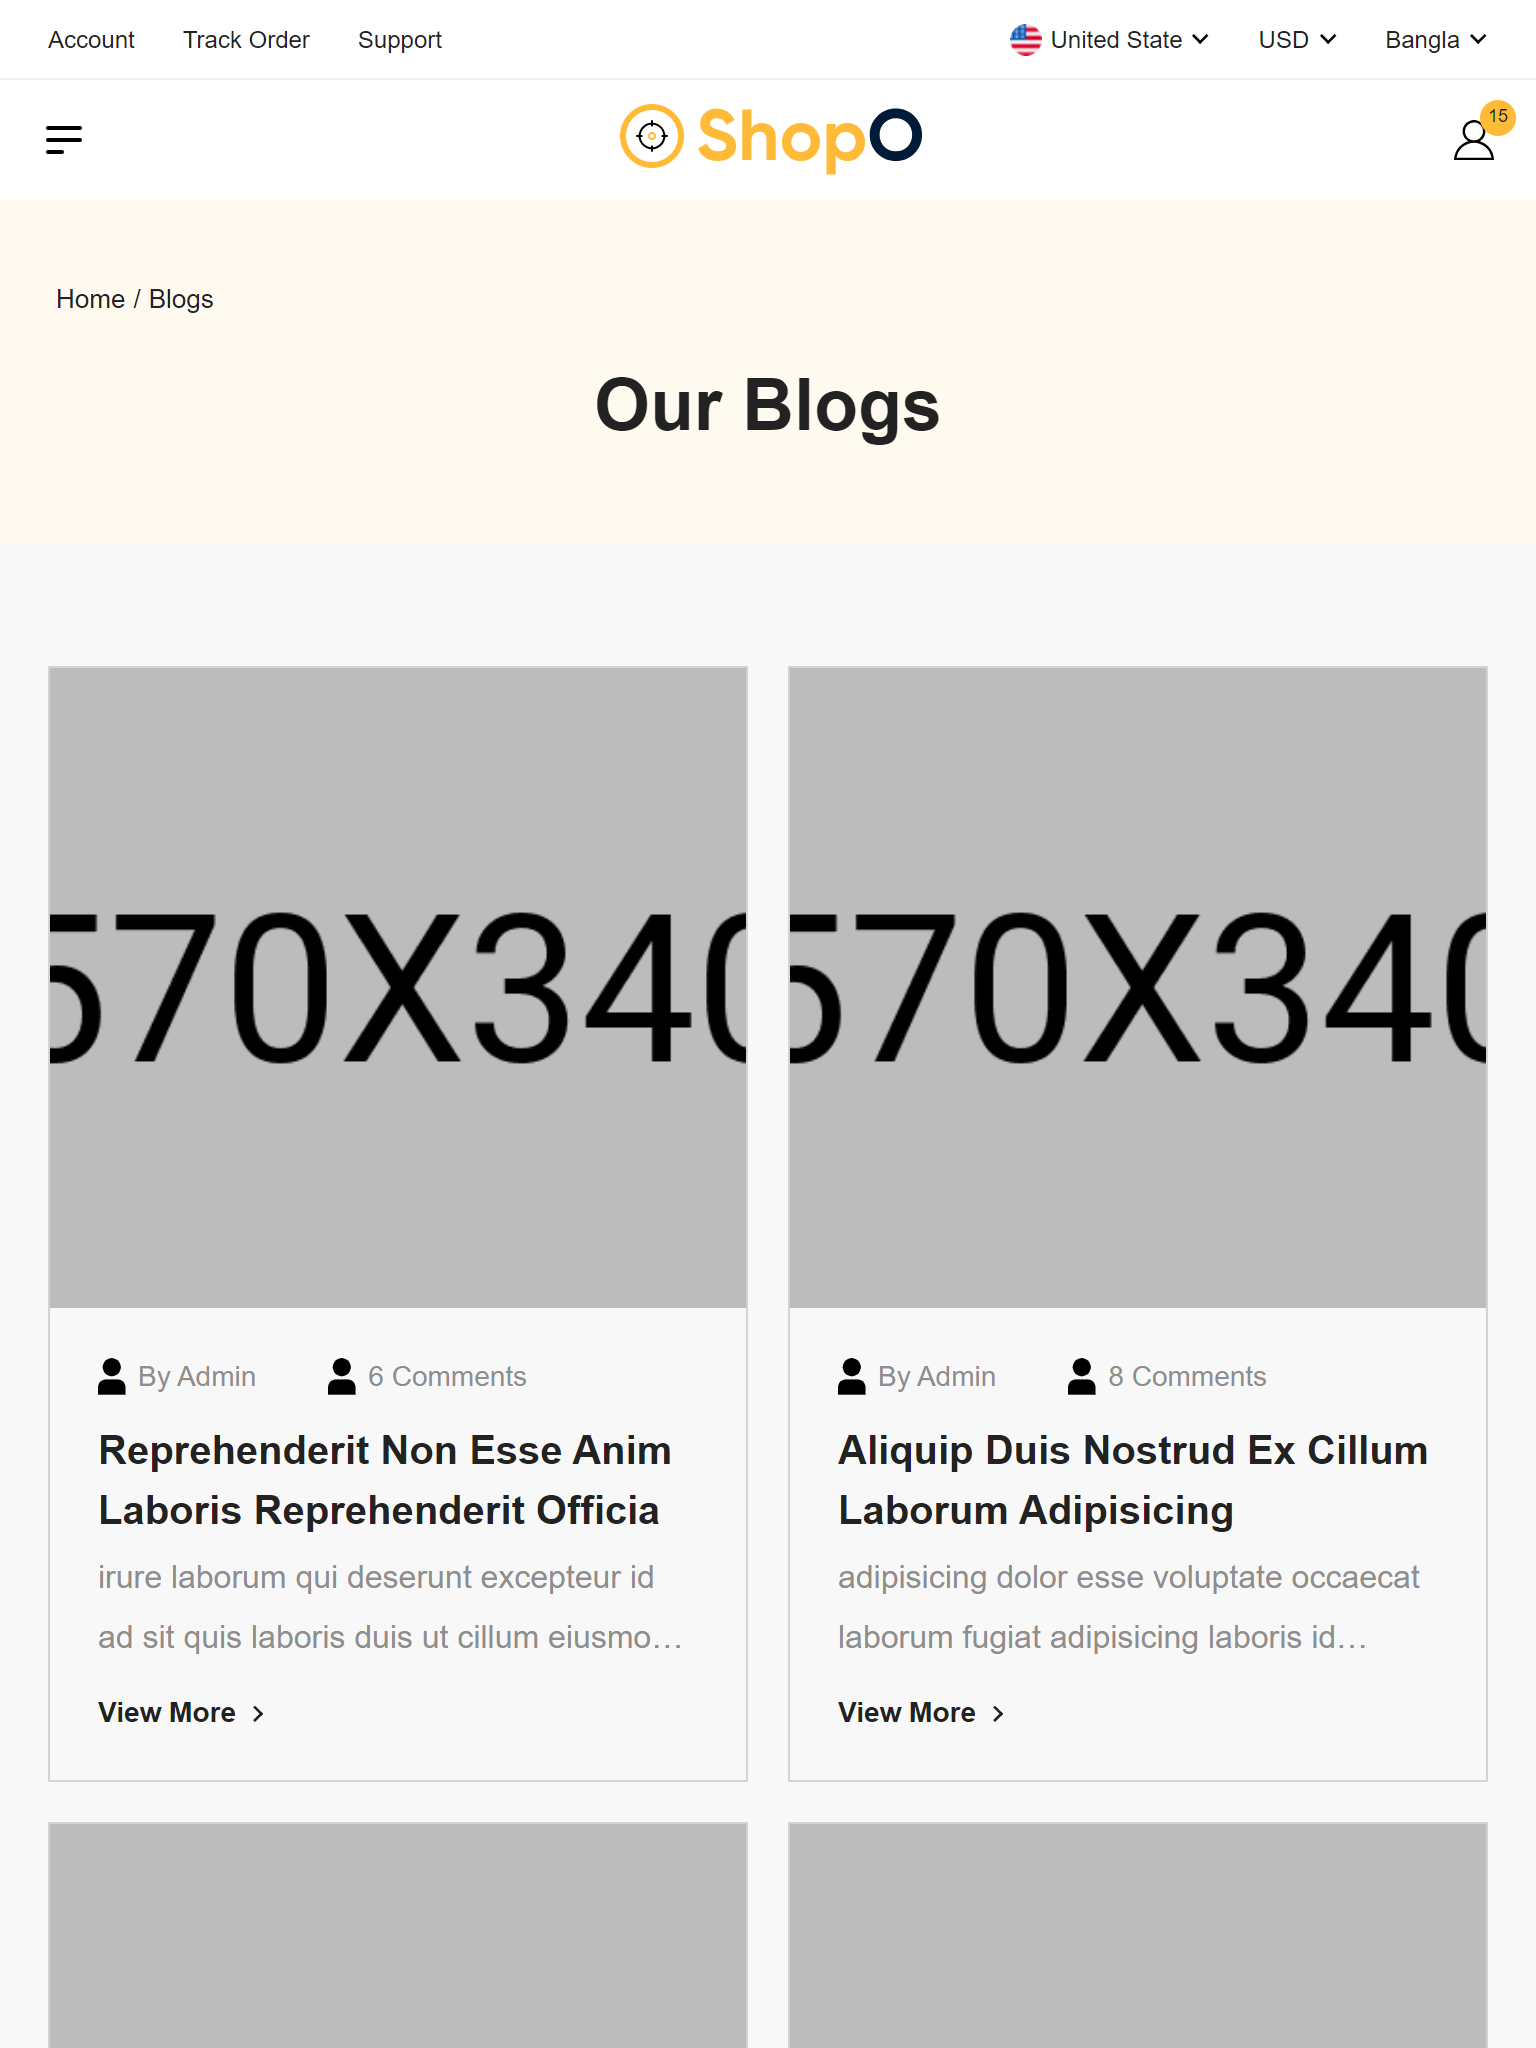 Account Track Order Support United State USD Bangla
ShopO 15
Home / Blogs
Our Blogs
570X340
570X340
By Admin 6 Comments
Reprehenderit Non Esse Anim
Laboris Reprehenderit Officia
irure laborum qui deserunt excepteur id
ad sit quis laboris duis ut cillum eiusmo…
View More
By Admin 8 Comments
Aliquip Duis Nostrud Ex Cillum
Laborum Adipisicing
adipisicing dolor esse voluptate occaecat
laborum fugiat adipisicing laboris id…
View More